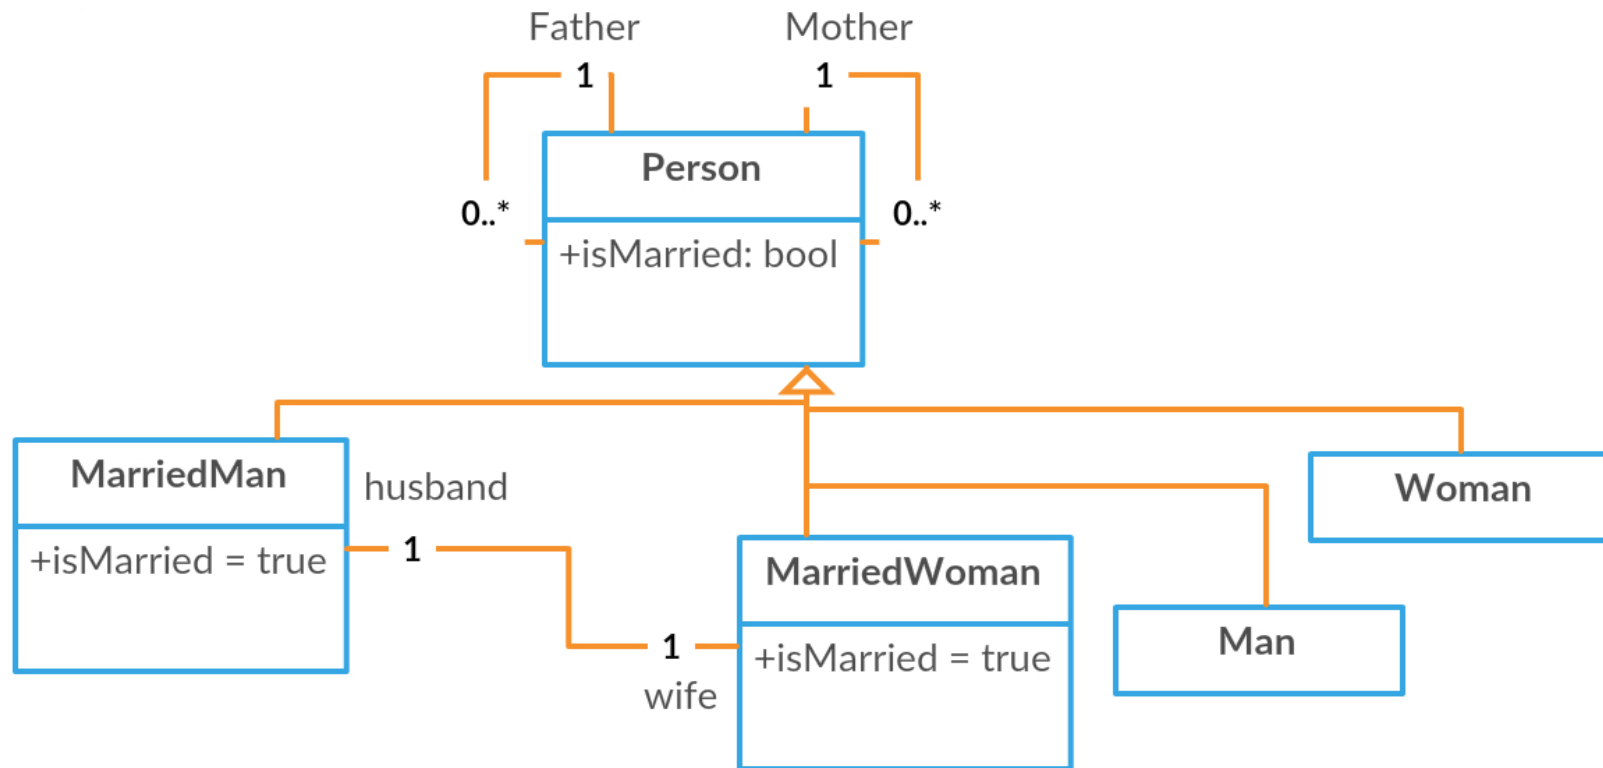 Father Mother
1 1
Person
0..* 0..*
+isMarried: bool
MarriedMan
husband
Woman
+isMarried = true
1
MarriedWoman
1
+isMarried = true
Man
wife